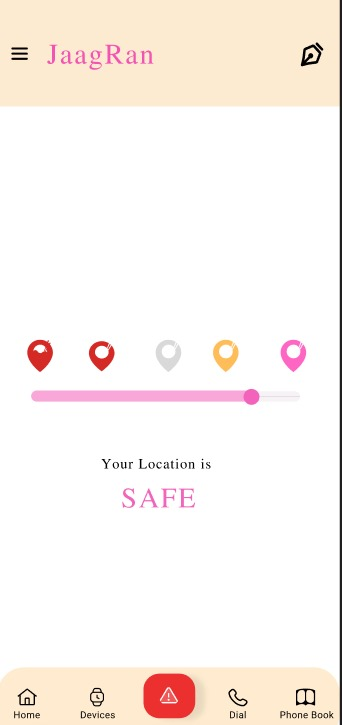 JaagRan
Your Location is
SAFE
Home Devices Dial Phone Book